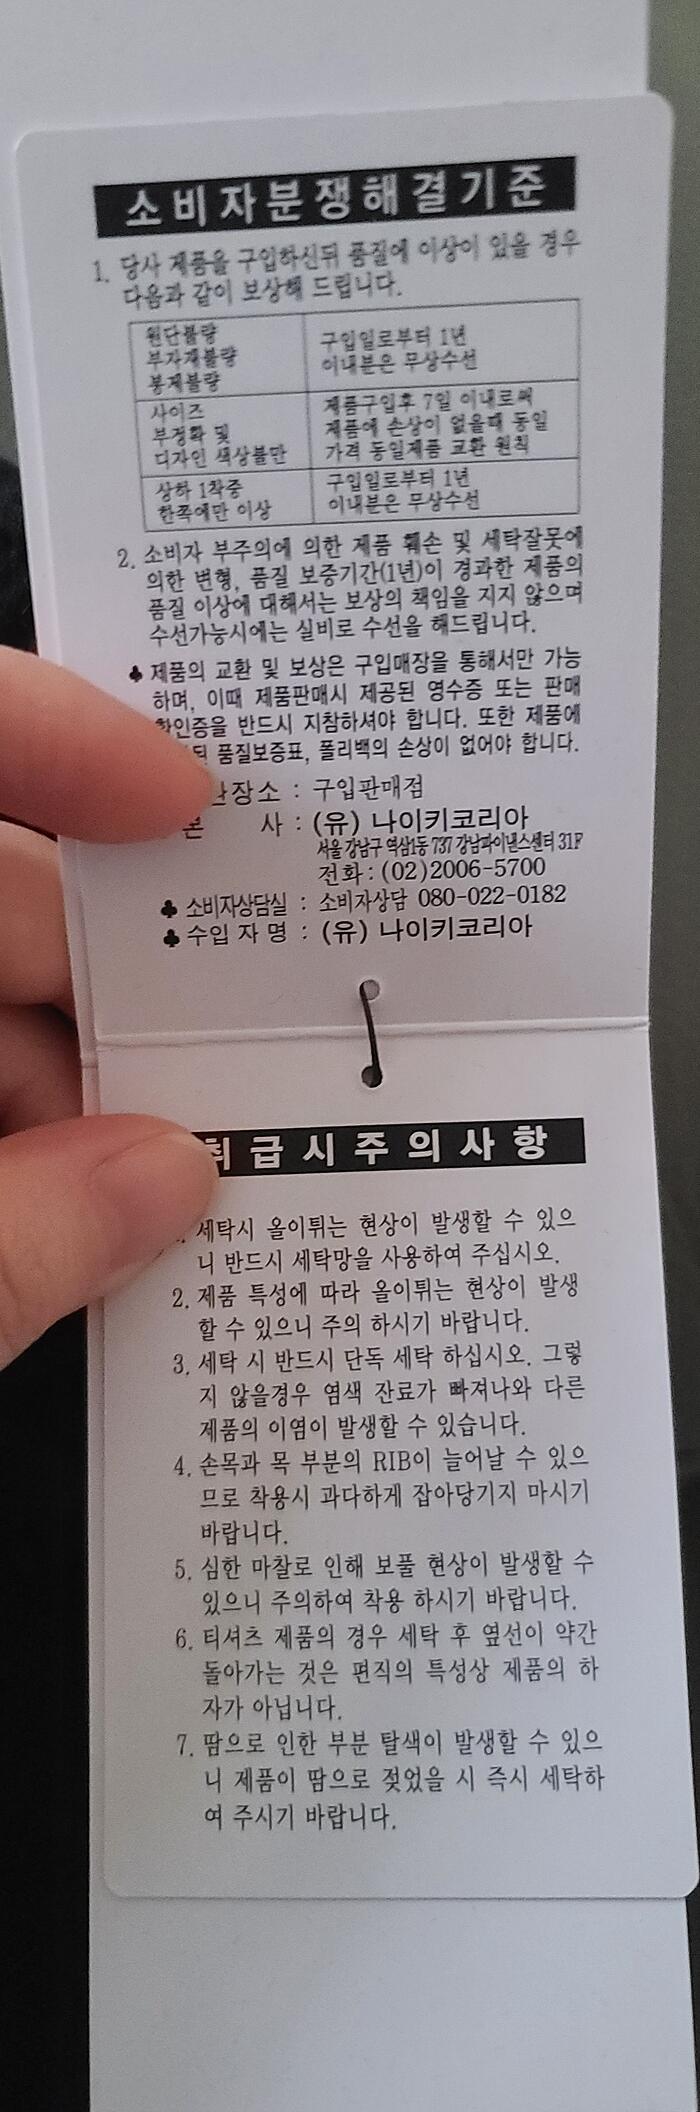 소비자분쟁해결기준
1. 당사 제품을 구입하신뒤 품질에 이상이 있을 경우
다음과 같이 보상해 드립니다.
원단불량
부자재불량
봉제불량
구입일로부터 1년
이내분은 무상수선
사이즈
부정확 및
디자인 색상불만
제품구입후 7일 이내로써
제품에 손상이 없을때 동일
가격 동일제품 교환 원칙
상하 1착중
한쪽에만 이상
구입일로부터 1년
이내분은 무상수선
2. 소비자 부주의에 의한 제품 훼손 및 세탁잘못에
의한 변형, 품질 보증기간(1년)이 경과한 제품의
품질 이상에 대해서는 보상의 책임을 지지 않으며
수선가능시에는 실비로 수선을 해드립니다.
♣ 제품의 교환 및 보상은 구입매장을 통해서만 가능
하며, 이때 제품판매시 제공된 영수증 또는 판매
확인증을 반드시 지참하셔야 합니다. 또한 제품에
된 품질보증표, 폴리백의 손상이 없어야 합니다.
장소 : 구입판매점
본 사 : (유) 나이키코리아
서울 강남구 역삼1동 737 강남파이낸스센터 31F
전화 : (02)2006-5700
♣ 소비자상담실 : 소비자상담 080-022-0182
♣ 수입 자 명 : (유) 나이키코리아
취급시주의사항
세탁시 올이튀는 현상이 발생할 수 있으
니 반드시 세탁망을 사용하여 주십시오.
2. 제품 특성에 따라 올이튀는 현상이 발생
할 수 있으니 주의 하시기 바랍니다.
3. 세탁 시 반드시 단독 세탁 하십시오. 그렇
지 않을경우 염색 잔료가 빠져나와 다른
제품의 이염이 발생할 수 있습니다.
4. 손목과 목 부분의 RIB이 늘어날 수 있으
므로 착용시 과다하게 잡아당기지 마시기
바랍니다.
5. 심한 마찰로 인해 보풀 현상이 발생할 수
있으니 주의하여 착용 하시기 바랍니다.
6. 티셔츠 제품의 경우 세탁 후 옆선이 약간
돌아가는 것은 편직의 특성상 제품의 하
자가 아닙니다.
7. 땀으로 인한 부분 탈색이 발생할 수 있으
니 제품이 땀으로 젖었을 시 즉시 세탁하
여 주시기 바랍니다.